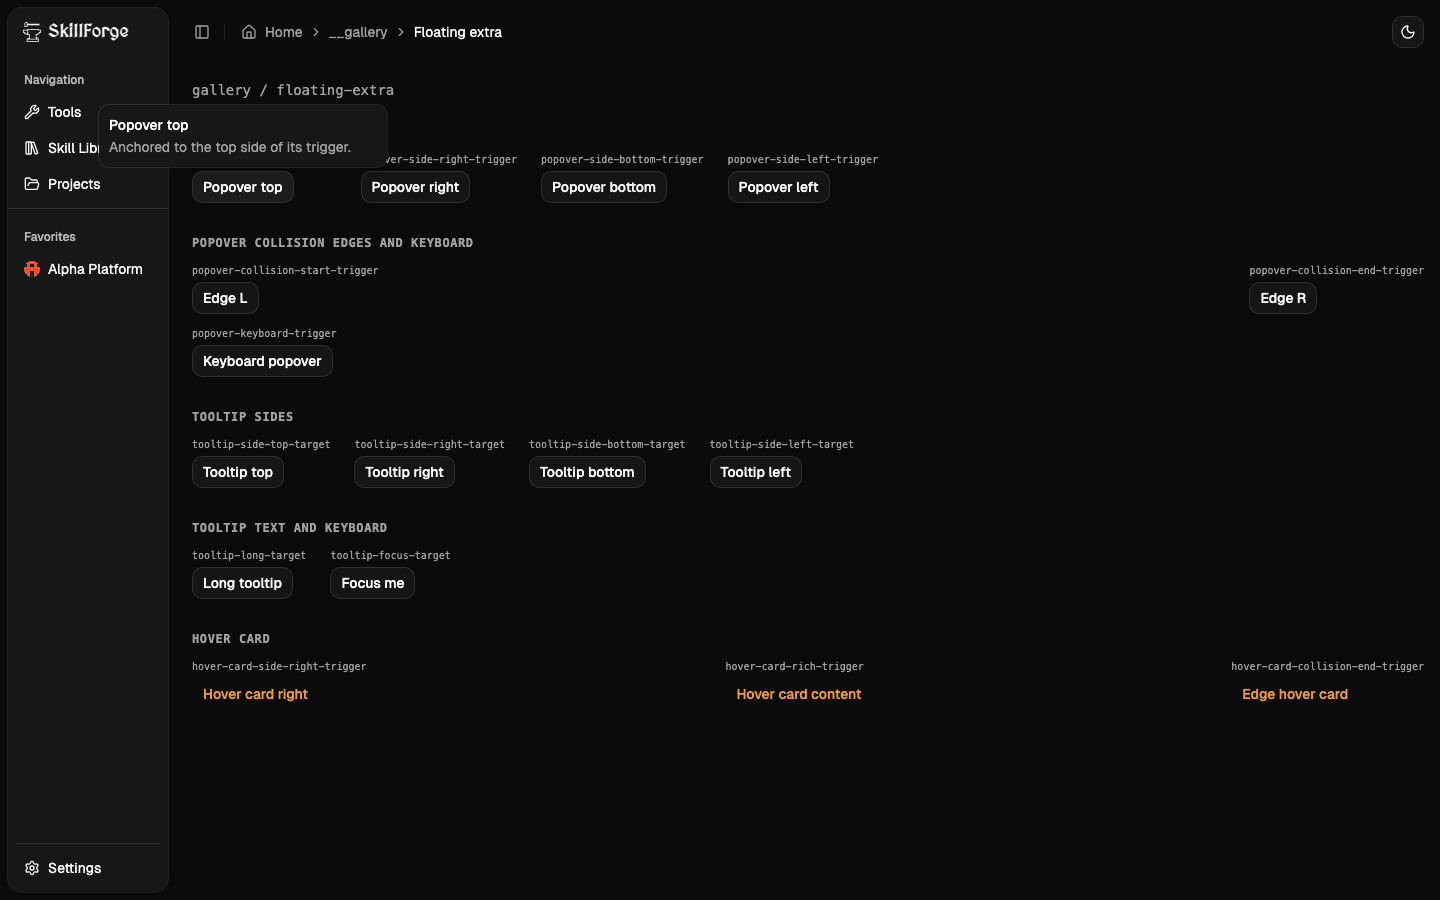 SkillForge
Home > __gallery > Floating extra
Navigation
Tools
Skill Lib
Projects
Favorites
Alpha Platform
Settings
gallery / floating-extra
Popover top
Anchored to the top side of its trigger.
ver-side-right-trigger
popover-side-bottom-trigger
popover-side-left-trigger
Popover top
Popover right
Popover bottom
Popover left
POPOVER COLLISION EDGES AND KEYBOARD
popover-collision-start-trigger
popover-collision-end-trigger
Edge L
Edge R
popover-keyboard-trigger
Keyboard popover
TOOLTIP SIDES
tooltip-side-top-target
tooltip-side-right-target
tooltip-side-bottom-target
tooltip-side-left-target
Tooltip top
Tooltip right
Tooltip bottom
Tooltip left
TOOLTIP TEXT AND KEYBOARD
tooltip-long-target
tooltip-focus-target
Long tooltip
Focus me
HOVER CARD
hover-card-side-right-trigger
hover-card-rich-trigger
hover-card-collision-end-trigger
Hover card right
Hover card content
Edge hover card